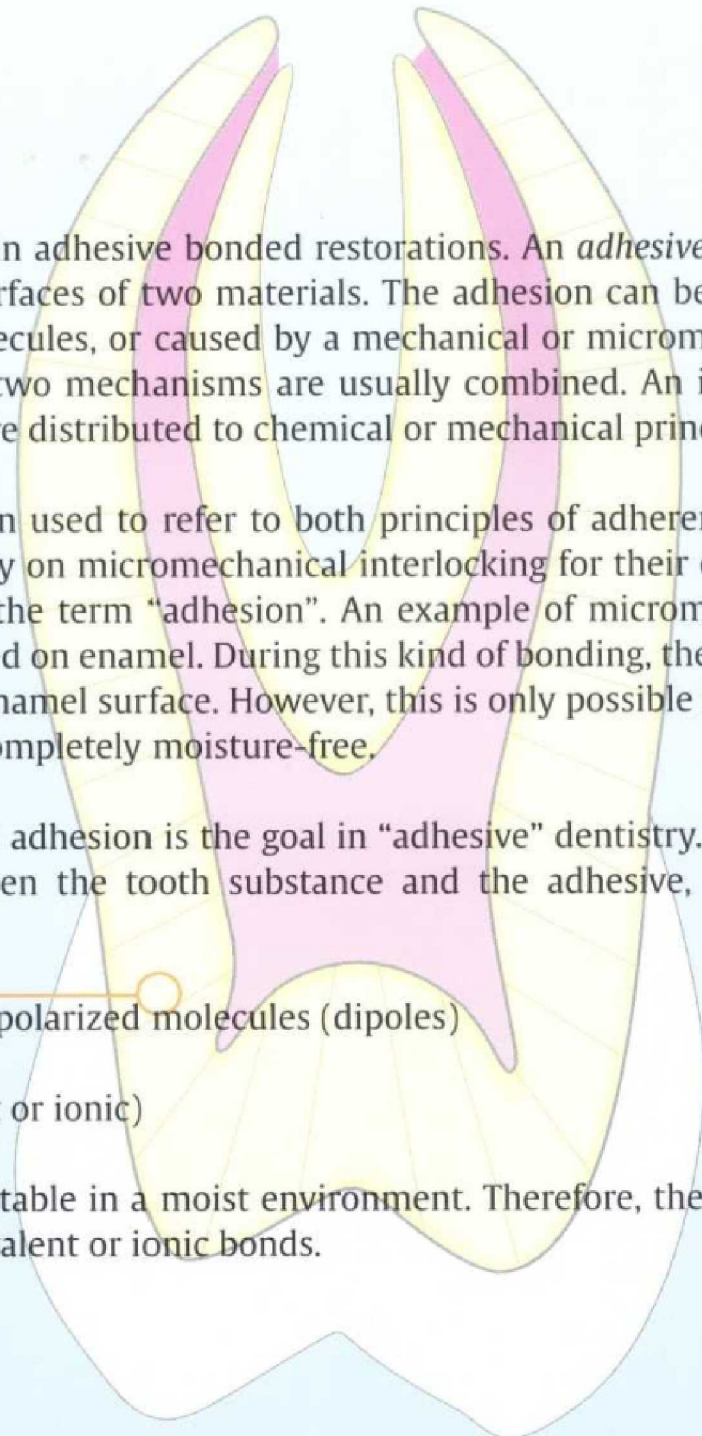 in adhesive bonded restorations. An adhesive
rfaces of two materials. The adhesion can be
ecules, or caused by a mechanical or microm
two mechanisms are usually combined. An i
e distributed to chemical or mechanical princ
n used to refer to both principles of adheren
y on micromechanical interlocking for their
the term “adhesion”. An example of microm
d on enamel. During this kind of bonding, the
namel surface. However, this is only possible
ompletely moisture-free.
adhesion is the goal in “adhesive” dentistry.
en the tooth substance and the adhesive,
polarized molecules (dipoles)
or ionic)
table in a moist environment. Therefore, the
alent or ionic bonds.